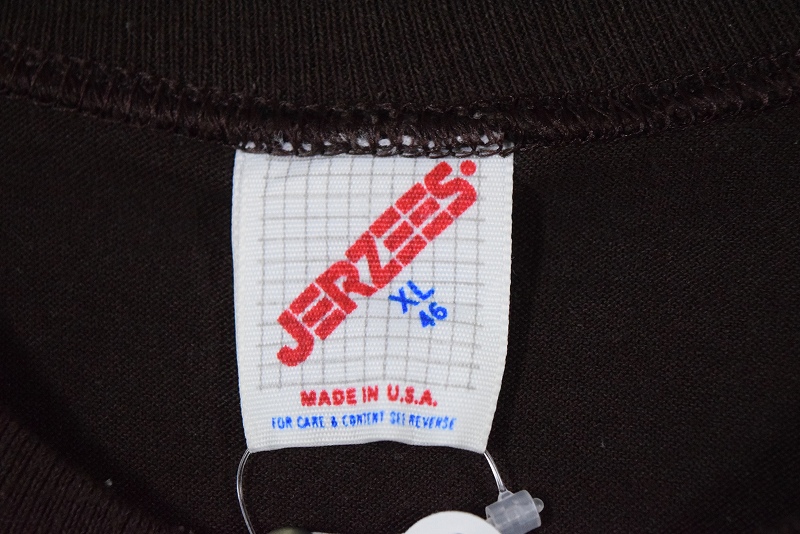 JERZEES
XL
46
MADE IN U.S.A.
FOR CARE & CONTENT SEE REVERSE